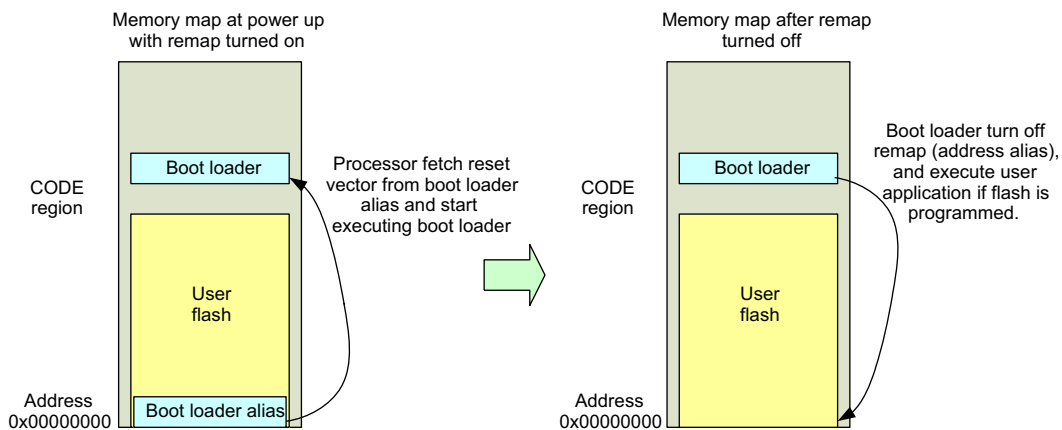 Memory map at power up
with remap turned on
Boot loader
CODE
region
Processor fetch reset
vector from boot loader
alias and start
executing boot loader
User
flash
Address
0x00000000
Boot loader alias
Memory map after remap
turned off
Boot loader
CODE
region
Boot loader turn off
remap (address alias),
and execute user
application if flash is
programmed.
User
flash
Address
0x00000000